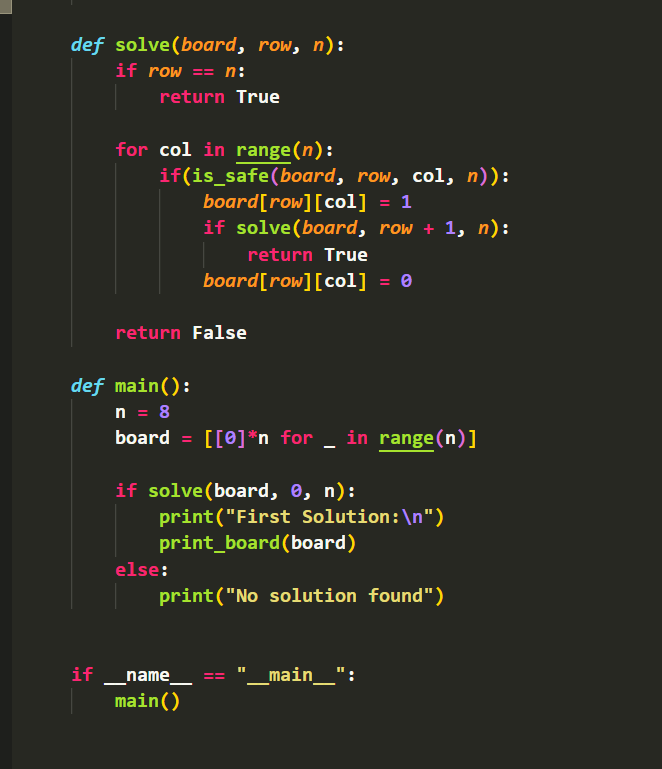 def solve(board, row, n):
    if row == n:
        return True

    for col in range(n):
        if(is_safe(board, row, col, n)):
            board[row][col] = 1
            if solve(board, row + 1, n):
                return True
            board[row][col] = 0

    return False

def main():
    n = 8
    board = [[0]*n for _ in range(n)]

    if solve(board, 0, n):
        print("First Solution:\n")
        print_board(board)
    else:
        print("No solution found")


if __name__ == "__main__":
    main()